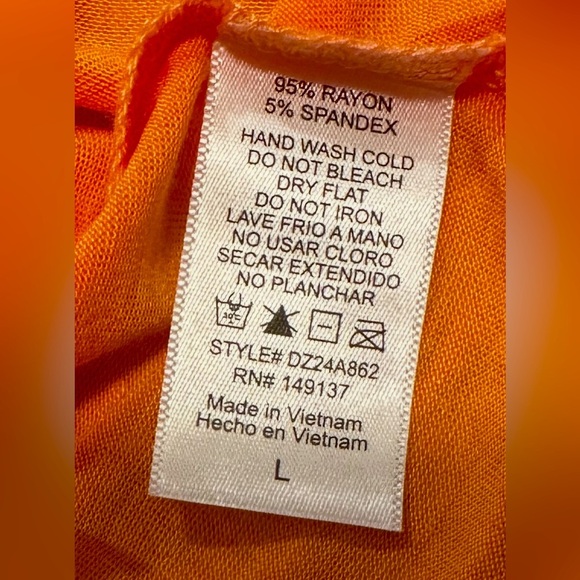 95% RAYON
5% SPANDEX
HAND WASH COLD
DO NOT BLEACH
DRY FLAT
DO NOT IRON
LAVE FRIO A MANO
NO USAR CLORO
SECAR EXTENDIDO
NO PLANCHAR
30°C
STYLE# DZ24A862
RN# 149137
Made in Vietnam
Hecho en Vietnam
L